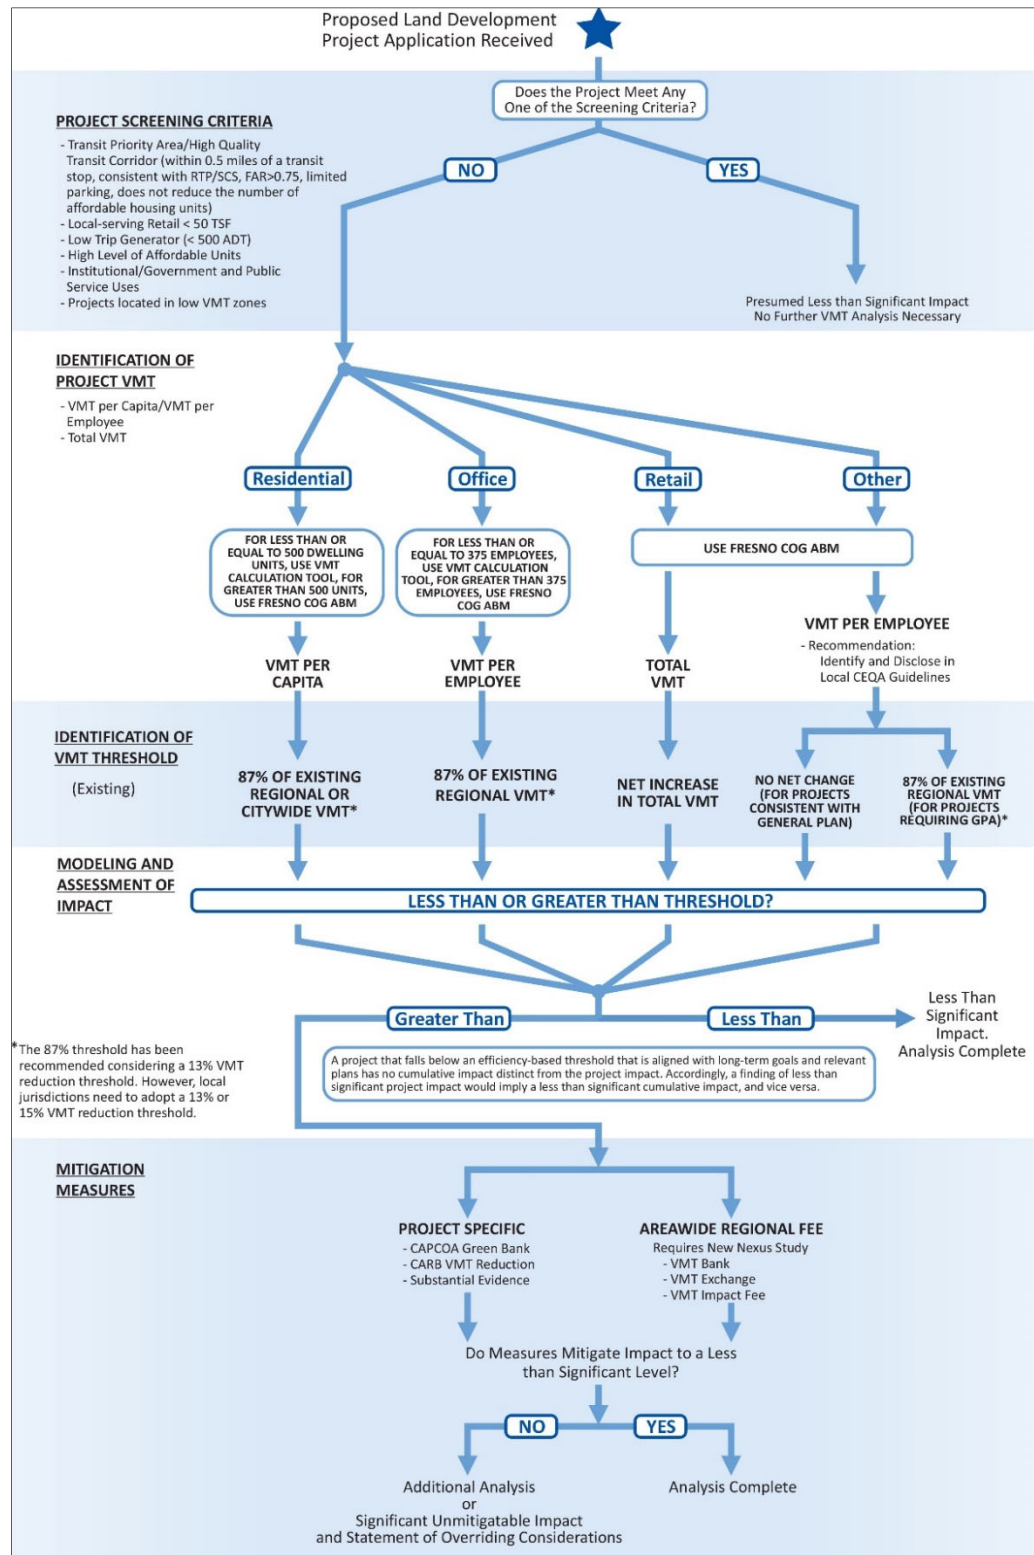 Proposed Land Development
Project Application Received
Does the Project Meet Any
One of the Screening Criteria?
PROJECT SCREENING CRITERIA
- Transit Priority Area/High Quality
Transit Corridor (within 0.5 miles of a transit
stop, consistent with RTP/SCS, FAR>0.75, limited
parking, does not reduce the number of
affordable housing units)
- Local-serving Retail < 50 TSF
- Low Trip Generator (< 500 ADT)
- High Level of Affordable Units
- Institutional/Government and Public
Service Uses
- Projects located in low VMT zones
NO
YES
Presumed Less than Significant Impact
No Further VMT Analysis Necessary
IDENTIFICATION OF
PROJECT VMT
- VMT per Capita/VMT per
Employee
- Total VMT
Residential
Office
Retail
Other
FOR LESS THAN OR
EQUAL TO 500 DWELLING
UNITS, USE VMT
CALCULATION TOOL, FOR
GREATER THAN 500 UNITS,
USE FRESNO COG ABM
FOR LESS THAN OR
EQUAL TO 375 EMPLOYEES,
USE VMT CALCULATION
TOOL, FOR GREATER THAN 375
EMPLOYEES, USE FRESNO
COG ABM
USE FRESNO COG ABM
VMT PER
CAPITA
VMT PER
EMPLOYEE
TOTAL
VMT
VMT PER EMPLOYEE
- Recommendation:
Identify and Disclose in
Local CEQA Guidelines
IDENTIFICATION OF
VMT THRESHOLD
(Existing)
87% OF EXISTING
REGIONAL OR
CITYWIDE VMT*
87% OF EXISTING
REGIONAL VMT*
NET INCREASE
IN TOTAL VMT
NO NET CHANGE
(FOR PROJECTS
CONSISTENT WITH
GENERAL PLAN)
87% OF EXISTING
REGIONAL VMT
(FOR PROJECTS
REQUIRING GPA)*
MODELING AND
ASSESSMENT OF
IMPACT
LESS THAN OR GREATER THAN THRESHOLD?
Greater Than
Less Than
Less Than
Significant
Impact.
Analysis Complete
*The 87% threshold has been
recommended considering a 13% VMT
reduction threshold. However, local
jurisdictions need to adopt a 13% or
15% VMT reduction threshold.
A project that falls below an efficiency-based threshold that is aligned with long-term goals and relevant
plans has no cumulative impact distinct from the project impact. Accordingly, a finding of less than
significant project impact would imply a less than significant cumulative impact, and vice versa.
MITIGATION
MEASURES
PROJECT SPECIFIC
- CAPCOA Green Bank
- CARB VMT Reduction
- Substantial Evidence
AREAWIDE REGIONAL FEE
Requires New Nexus Study
- VMT Bank
- VMT Exchange
- VMT Impact Fee
Do Measures Mitigate Impact to a Less
than Significant Level?
NO
YES
Additional Analysis
or
Significant Unmitigatable Impact
and Statement of Overriding Considerations
Analysis Complete